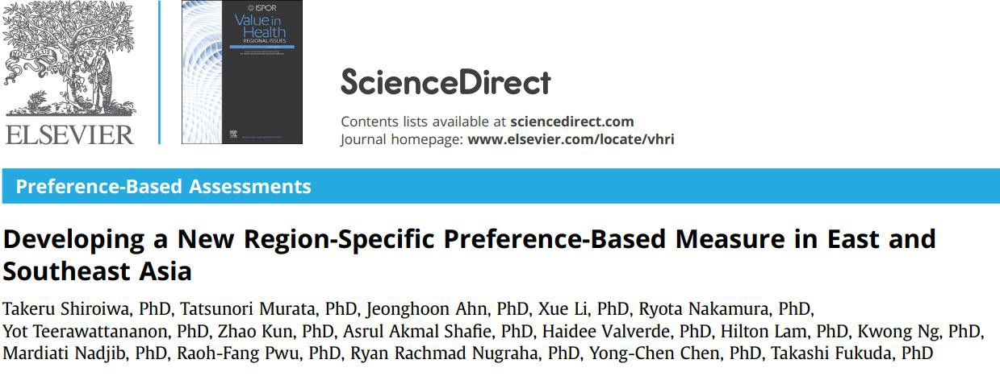 NON SOLUS
ELSEVIER
ISPOR
Value in
Health
REGIONAL ISSUES
ScienceDirect
Contents lists available at sciencedirect.com
Journal homepage: www.elsevier.com/locate/vhri
Preference-Based Assessments
Developing a New Region-Specific Preference-Based Measure in East and
Southeast Asia
Takeru Shiroiwa, PhD, Tatsunori Murata, PhD, Jeonghoon Ahn, PhD, Xue Li, PhD, Ryota Nakamura, PhD,
Yot Teerawattananon, PhD, Zhao Kun, PhD, Asrul Akmal Shafie, PhD, Haidee Valverde, PhD, Hilton Lam, PhD, Kwong Ng, PhD,
Mardiati Nadjib, PhD, Raoh-Fang Pwu, PhD, Ryan Rachmad Nugraha, PhD, Yong-Chen Chen, PhD, Takashi Fukuda, PhD